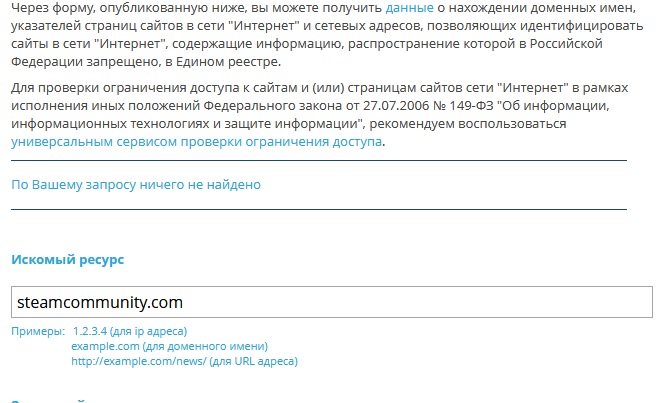 Через форму, опубликованную ниже, вы можете получить данные о нахождении доменных имен,
указателей страниц сайтов в сети "Интернет" и сетевых адресов, позволяющих идентифицировать
сайты в сети "Интернет", содержащие информацию, распространение которой в Российской
Федерации запрещено, в Едином реестре.
Для проверки ограничения доступа к сайтам и (или) страницам сайтов сети "Интернет" в рамках
исполнения иных положений Федерального закона от 27.07.2006 № 149-ФЗ "Об информации,
информационных технологиях и защите информации", рекомендуем воспользоваться
универсальным сервисом проверки ограничения доступа.
По Вашему запросу ничего не найдено
Искомый ресурс
steamcommunity.com
Примеры: 1.2.3.4 (для ip адреса)
example.com (для доменного имени)
http://example.com/news/ (для URL адреса)